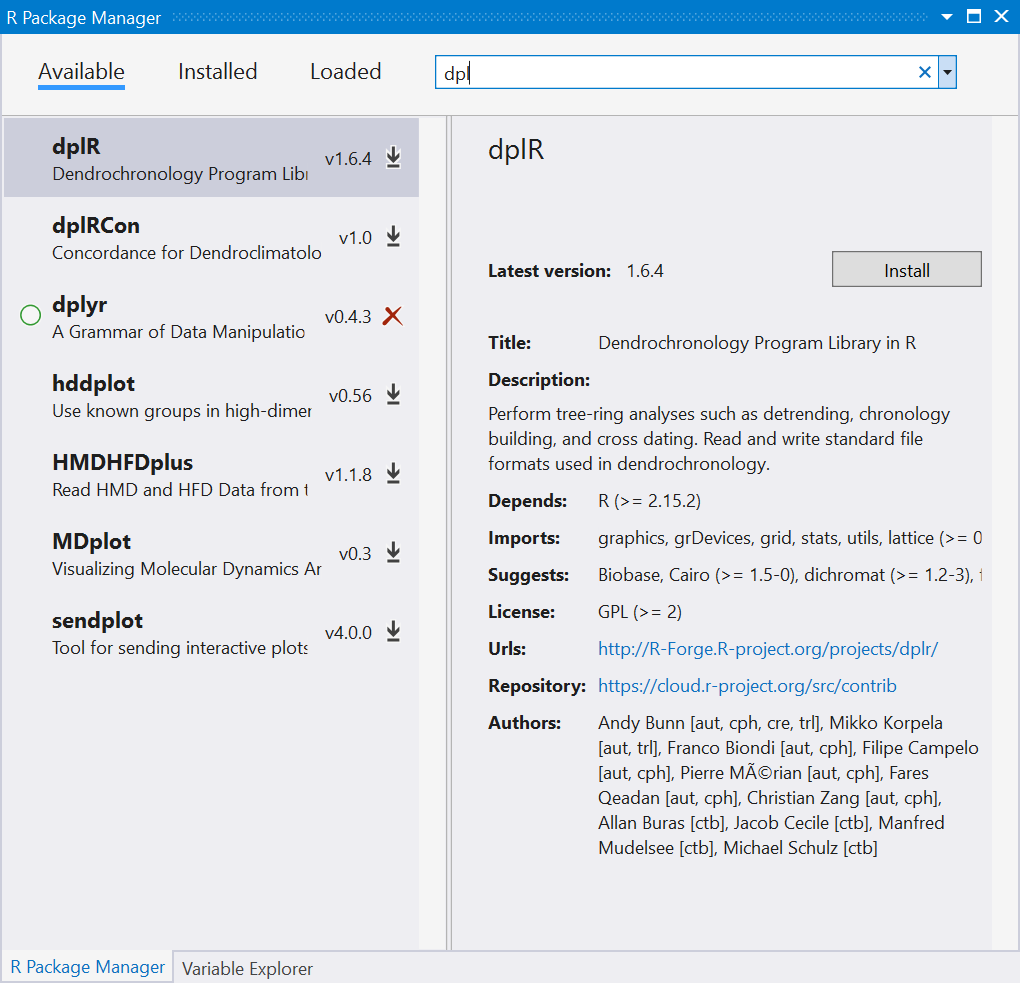 R Package Manager
Available Installed Loaded
dpl
dplR
Dendrochronology Program Libr
v1.6.4
dplRCon
Concordance for Dendroclimatolo
v1.0
dplyr
A Grammar of Data Manipulatio
v0.4.3
hddplot
Use known groups in high-dimer
v0.56
HMDHFDplus
Read HMD and HFD Data from t
v1.1.8
MDplot
Visualizing Molecular Dynamics Ar
v0.3
sendplot
Tool for sending interactive plots
v4.0.0
dplR
Latest version: 1.6.4
Install
Title: Dendrochronology Program Library in R
Description:
Perform tree-ring analyses such as detrending, chronology
building, and cross dating. Read and write standard file
formats used in dendrochronology.
Depends: R (>= 2.15.2)
Imports: graphics, grDevices, grid, stats, utils, lattice (>= 0
Suggests: Biobase, Cairo (>= 1.5-0), dichromat (>= 1.2-3),
License: GPL (>= 2)
Urls: http://R-Forge.R-project.org/projects/dplr/
Repository: https://cloud.r-project.org/src/contrib
Authors: Andy Bunn [aut, cph, cre, trl], Mikko Korpela
[aut, trl], Franco Biondi [aut, cph], Filipe Campelo
[aut, cph], Pierre MÃ©rian [aut, cph], Fares
Qeadan [aut, cph], Christian Zang [aut, cph],
Allan Buras [ctb], Jacob Cecile [ctb], Manfred
Mudelsee [ctb], Michael Schulz [ctb]
R Package Manager Variable Explorer